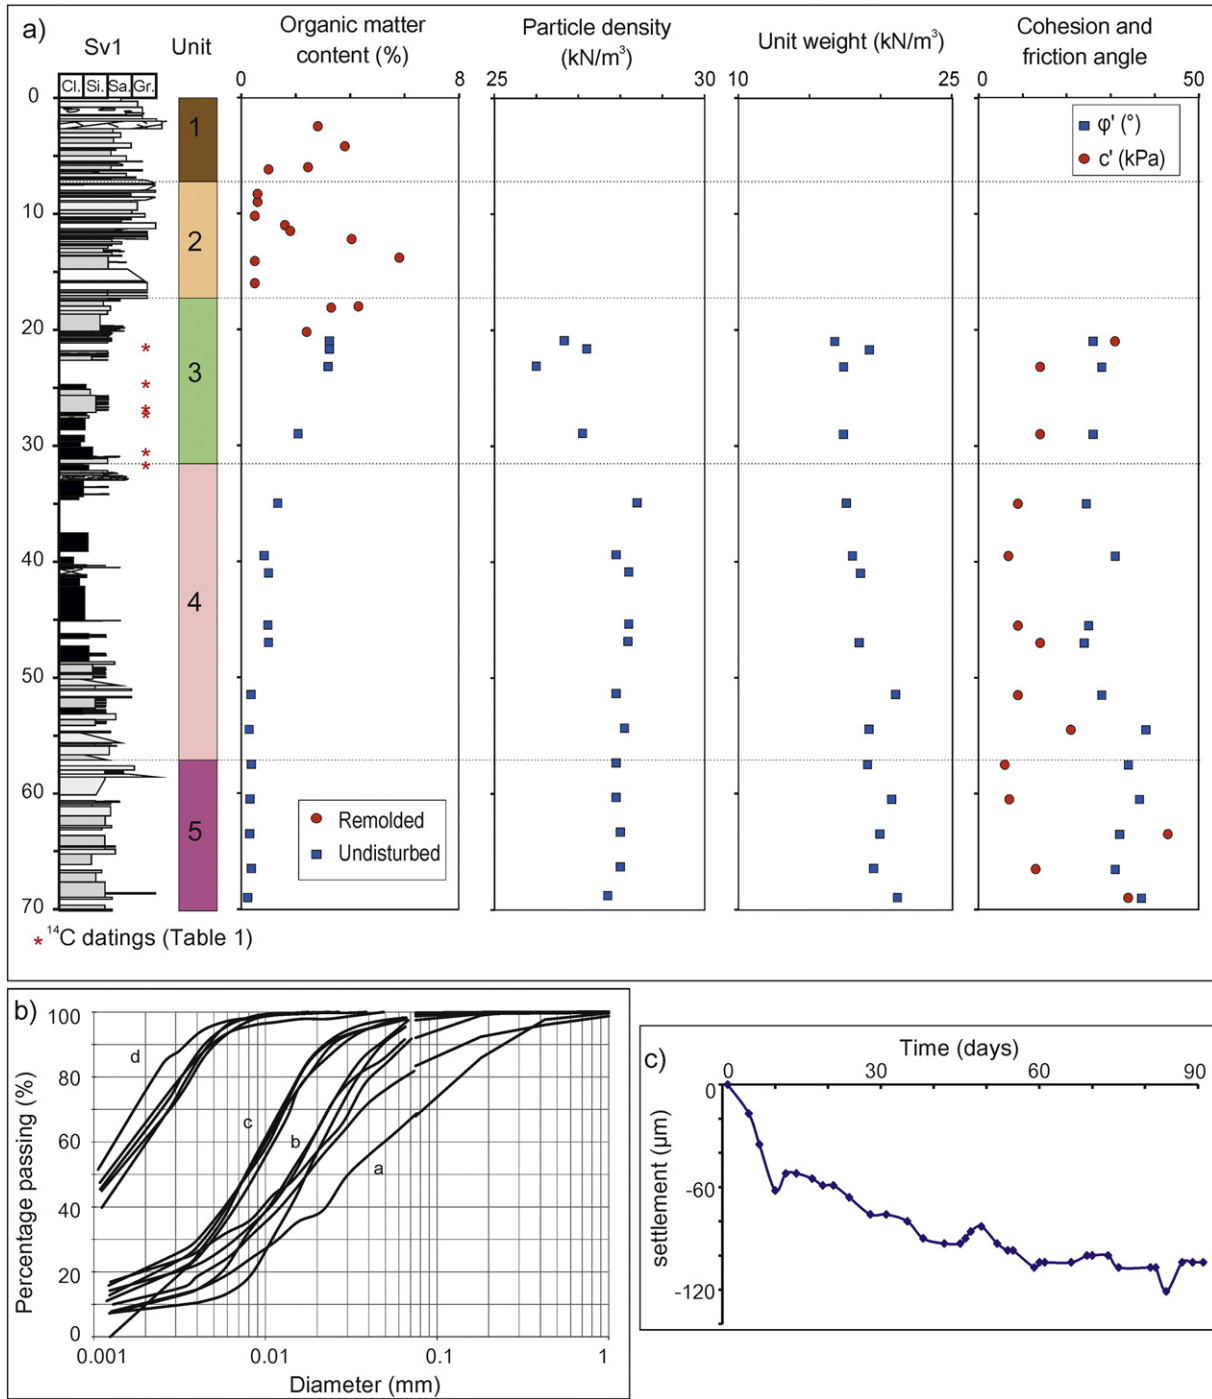 a)
Sv1
Unit
Organic matter
content (%)
Particle density
(kN/m³)
Unit weight (kN/m³)
Cohesion and
friction angle
Cl. Si. Sa. Gr.
0 8
25 30
10 25
0 50
0
10
20
30
40
50
60
70
1
2
3
4
5
φ' (°)
c' (kPa)
Remolded
Undisturbed
* * * * * *
* ¹⁴C datings (Table 1)
b)
Percentage passing (%)
100
80
60
40
20
0
d
c
b
a
0.001 0.01 0.1 1
Diameter (mm)
c)
Time (days)
0 30 60 90
settlement (µm)
-60
-120